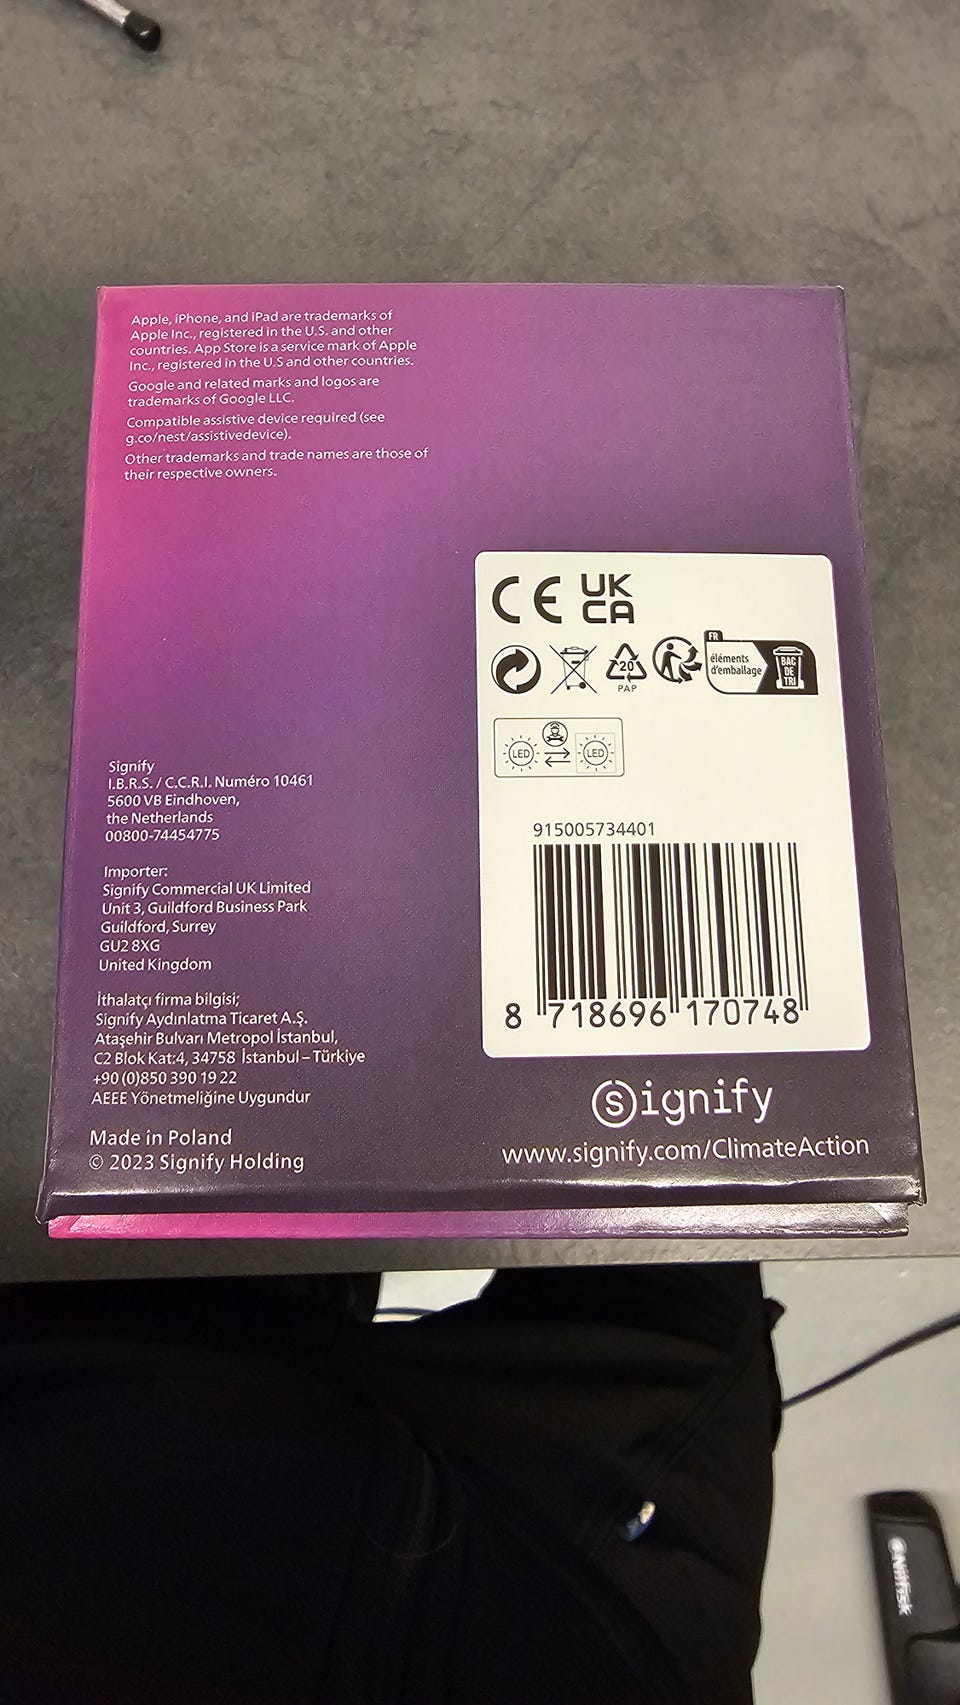 Apple, iPhone, and iPad are trademarks of
Apple Inc., registered in the U.S. and other
countries. App Store is a service mark of Apple
Inc., registered in the U.S and other countries.
Google and related marks and logos are
trademarks of Google LLC.
Compatible assistive device required (see
g.co/nest/assistivedevice).
Other trademarks and trade names are those of
their respective owners.
CE UK
CA
20
PAP
FR
éléments
d'emballage
BAC
DE
TRI
LED LED
Signify
I.B.R.S. / C.C.R.I. Numéro 10461
5600 VB Eindhoven,
the Netherlands
00800-74454775
Importer:
Signify Commercial UK Limited
Unit 3, Guildford Business Park
Guildford, Surrey
GU2 8XG
United Kingdom
İthalatçı firma bilgisi;
Signify Aydınlatma Ticaret A.Ş.
Ataşehir Bulvarı Metropol İstanbul,
C2 Blok Kat:4, 34758 İstanbul – Türkiye
+90 (0)850 390 19 22
AEEE Yönetmeliğine Uygundur
Made in Poland
© 2023 Signify Holding
915005734401
8 718696 170748
Signify
www.signify.com/ClimateAction
Nilfisk